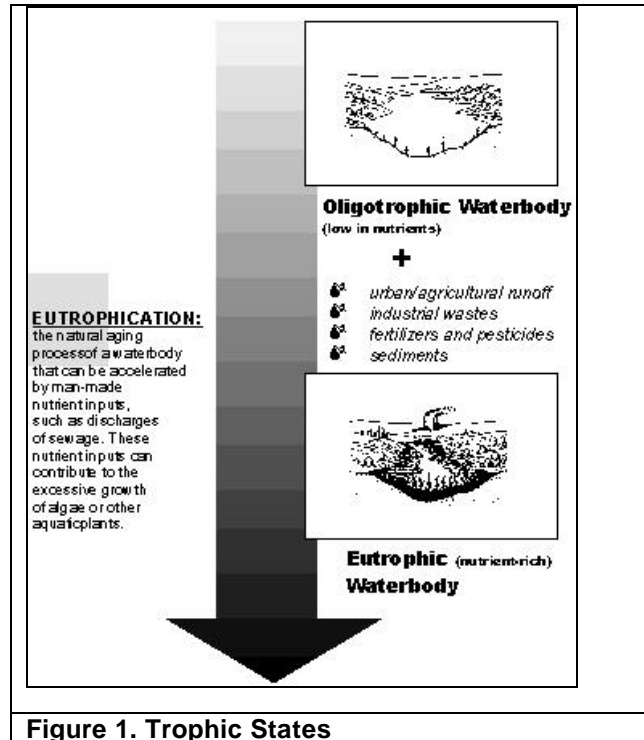 Oligotrophic Waterbody
(low in nutrients)
+
urban/agricultural runoff
industrial wastes
fertilizers and pesticides
sediments
EUTROPHICATION:
the natural aging
process of a waterbody
that can be accelerated
by man-made
nutrient inputs,
such as discharges
of sewage. These
nutrient inputs can
contribute to the
excessive growth
of algae or other
aquatic plants.
Eutrophic (nutrient-rich)
Waterbody
Figure 1. Trophic States